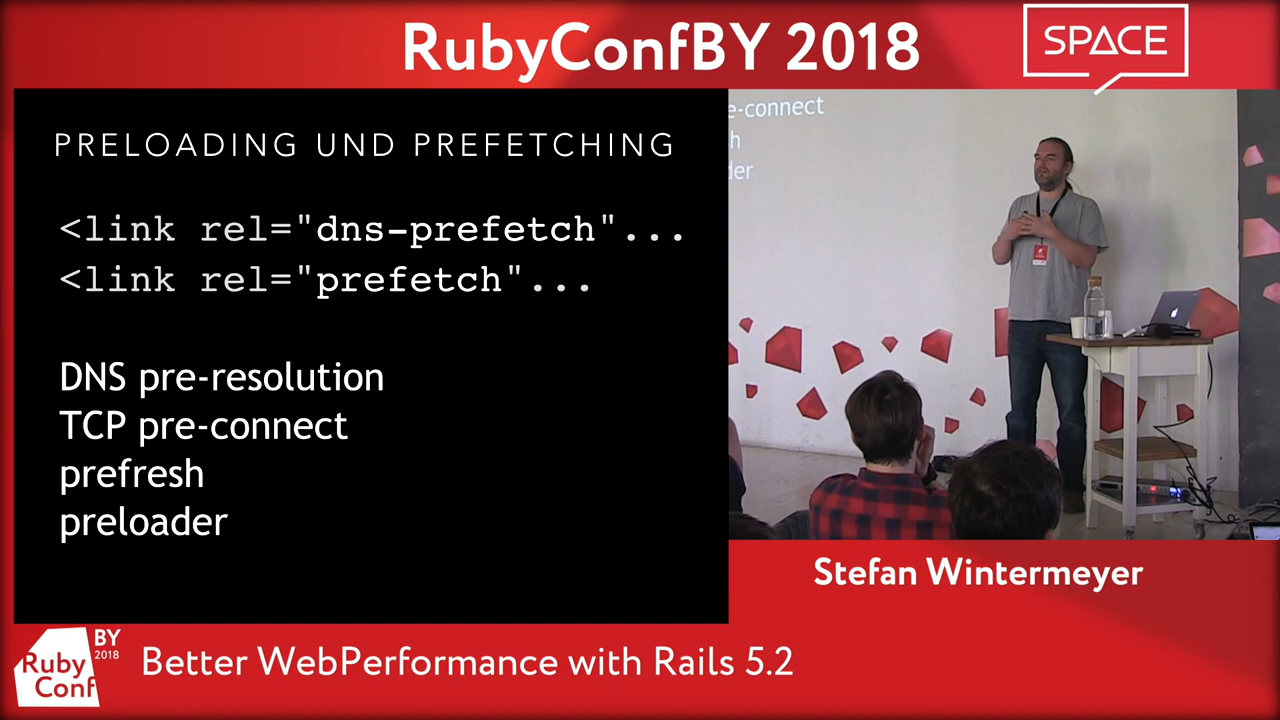 RubyConfBY 2018
SPACE
PRELOADING UND PREFETCHING
<link rel="dns-prefetch"...
<link rel="prefetch"...
DNS pre-resolution
TCP pre-connect
prefresh
preloader
e-connect
h
der
Stefan Wintermeyer
Ruby
Conf
BY
2018
Better WebPerformance with Rails 5.2